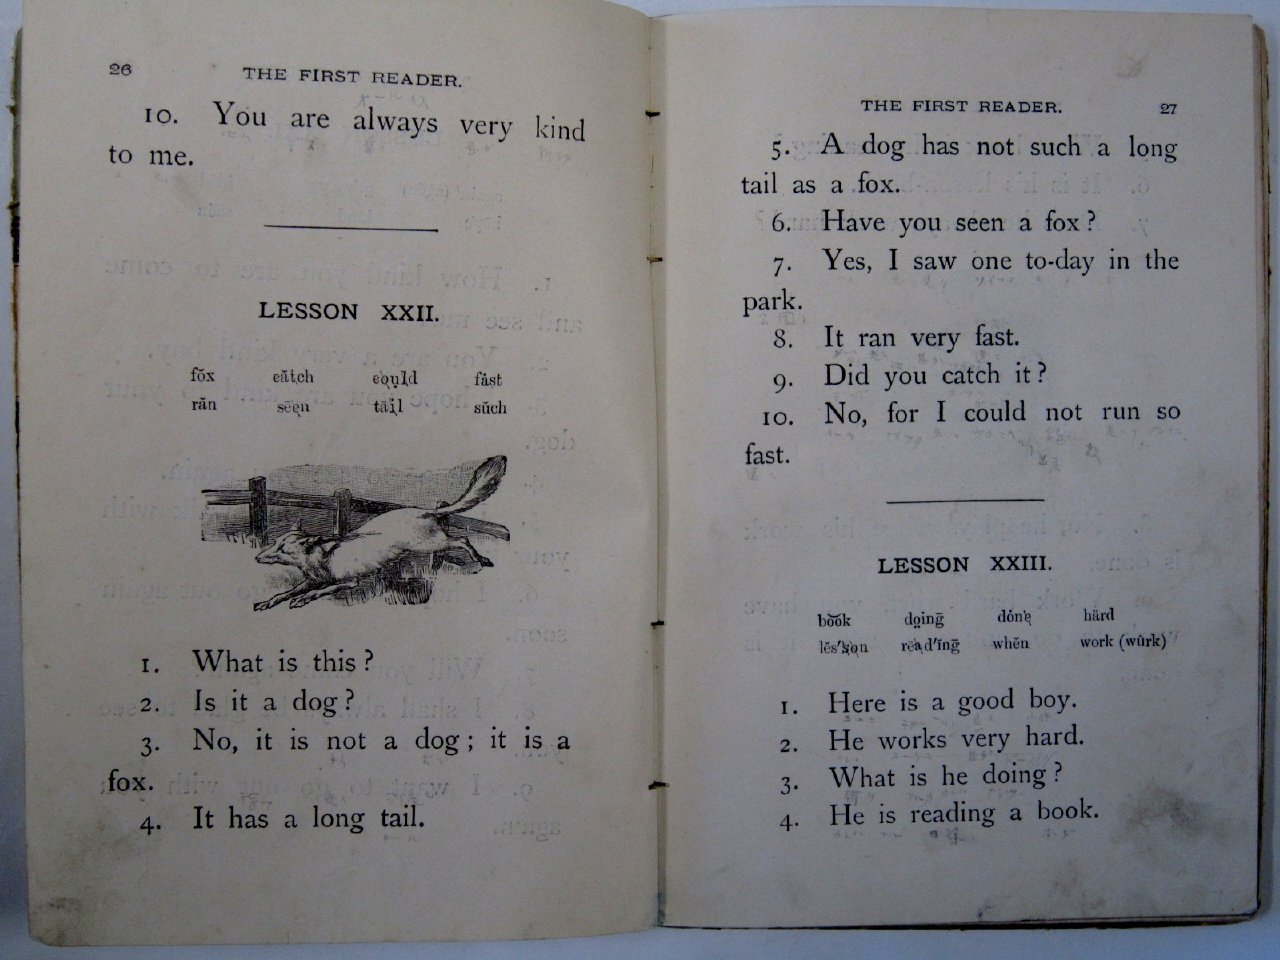 26
THE FIRST READER.
10. You are always very kind
to me.
LESSON XXII.
fŏx cătch could fȧst
răn seen tāil sŭch
1. What is this?
2. Is it a dog?
3. No, it is not a dog; it is a
fox.
4. It has a long tail.
THE FIRST READER. 27
5. A dog has not such a long
tail as a fox.
6. Have you seen a fox?
7. Yes, I saw one to-day in the
park.
8. It ran very fast.
9. Did you catch it?
10. No, for I could not run so
fast.
LESSON XXIII.
book doing done härd
lĕs'son read'ing whĕn work (wûrk)
1. Here is a good boy.
2. He works very hard.
3. What is he doing?
4. He is reading a book.